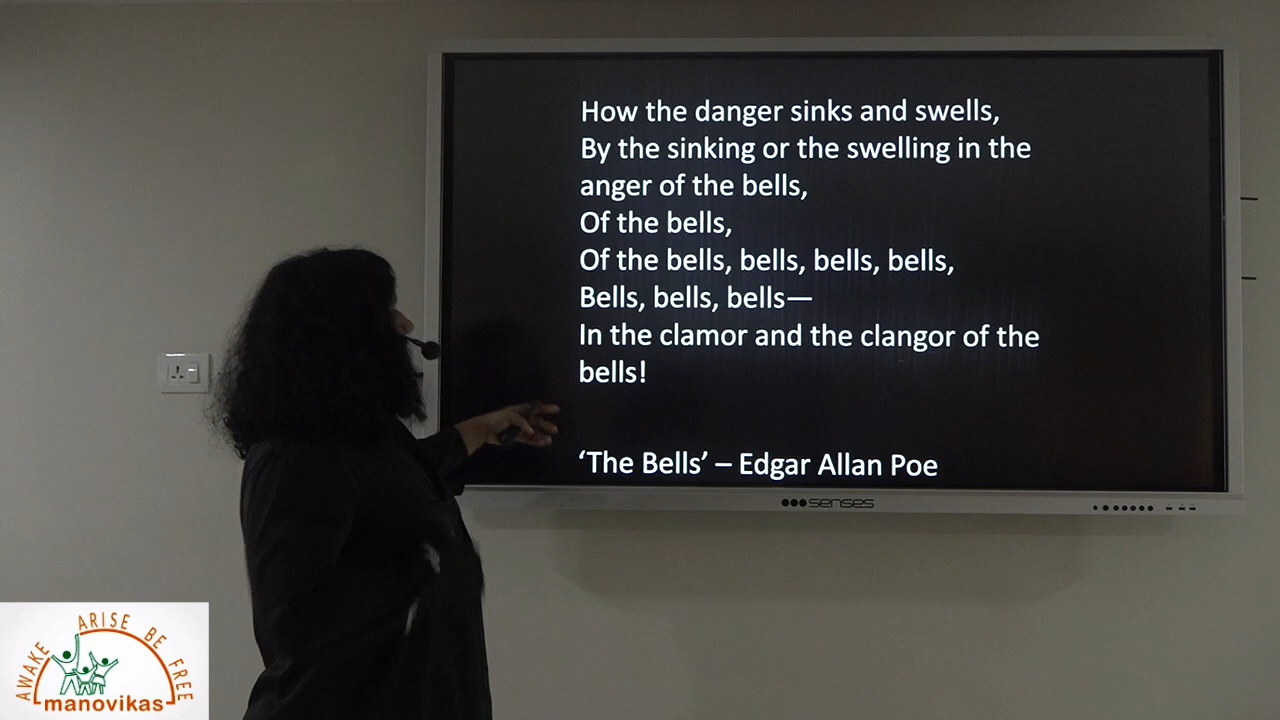 How the danger sinks and swells,
By the sinking or the swelling in the
anger of the bells,
Of the bells,
Of the bells, bells, bells, bells,
Bells, bells, bells—
In the clamor and the clangor of the
bells!
‘The Bells’ – Edgar Allan Poe
senses
AWAKE ARISE BE FREE
manovikas